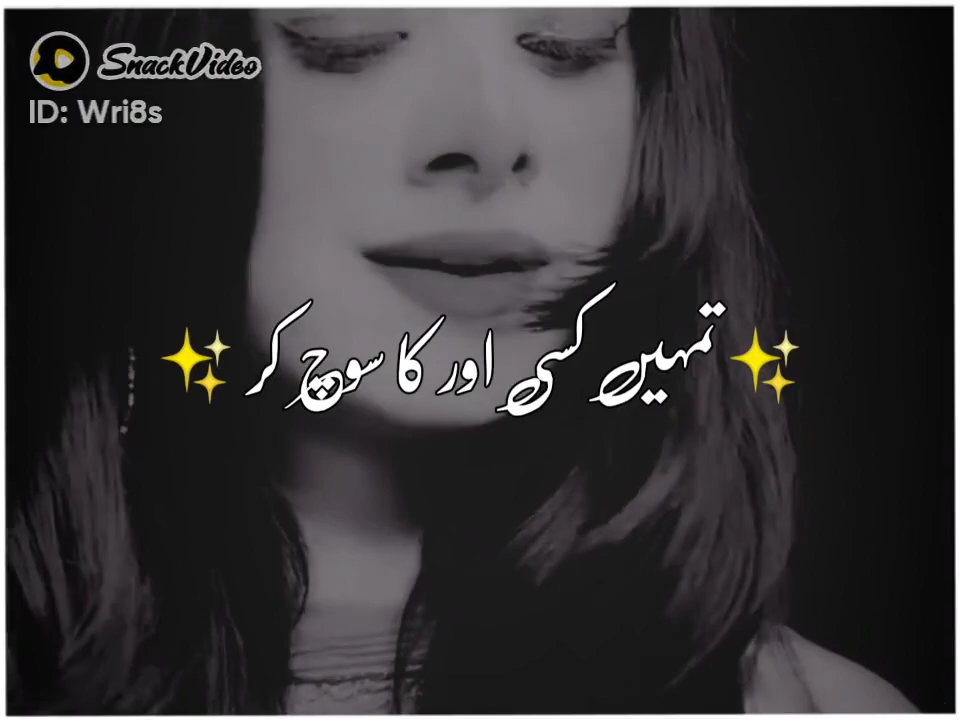 SnackVideo
ID: Wri8s
✨تمہیں کسی اور کا سوچ کر✨